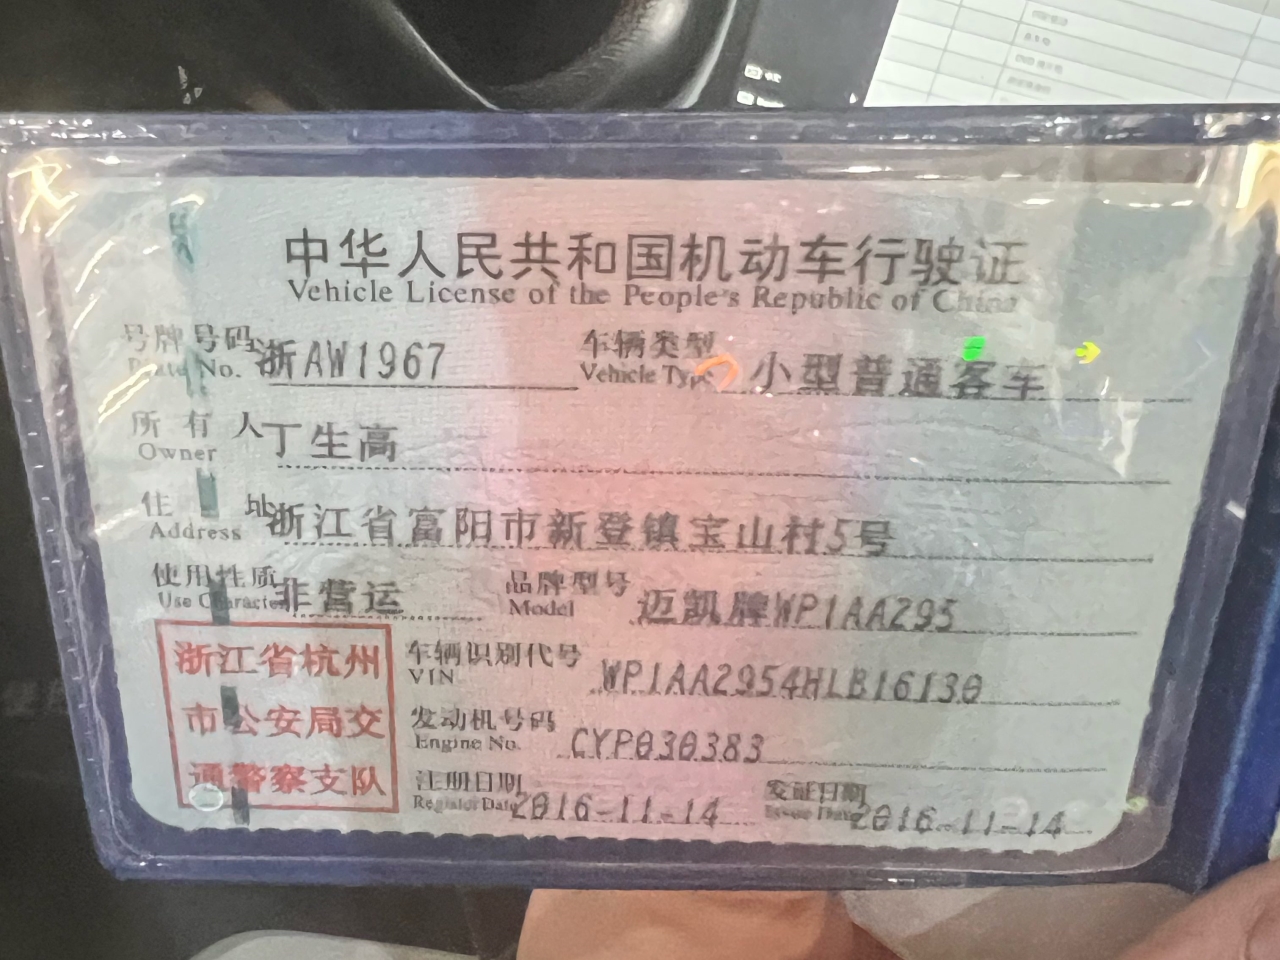 中华人民共和国机动车行驶证
Vehicle License of the People's Republic of China
号牌号码 浙AW1967 车辆类型 小型普通客车
Plate No. Vehicle Type
所有人 丁生高
Owner
住址 浙江省富阳市新登镇宝山村5号
Address
使用性质 非营运 品牌型号 迈凯牌WP1AA295
Use Character Model
浙江省杭州
市公安局交
通警察支队
车辆识别代号 WP1AA2954HLB16130
VIN
发动机号码 CYP030383
Engine No.
注册日期 2016-11-14 发证日期 2016-11-14
Register Date Issue Date